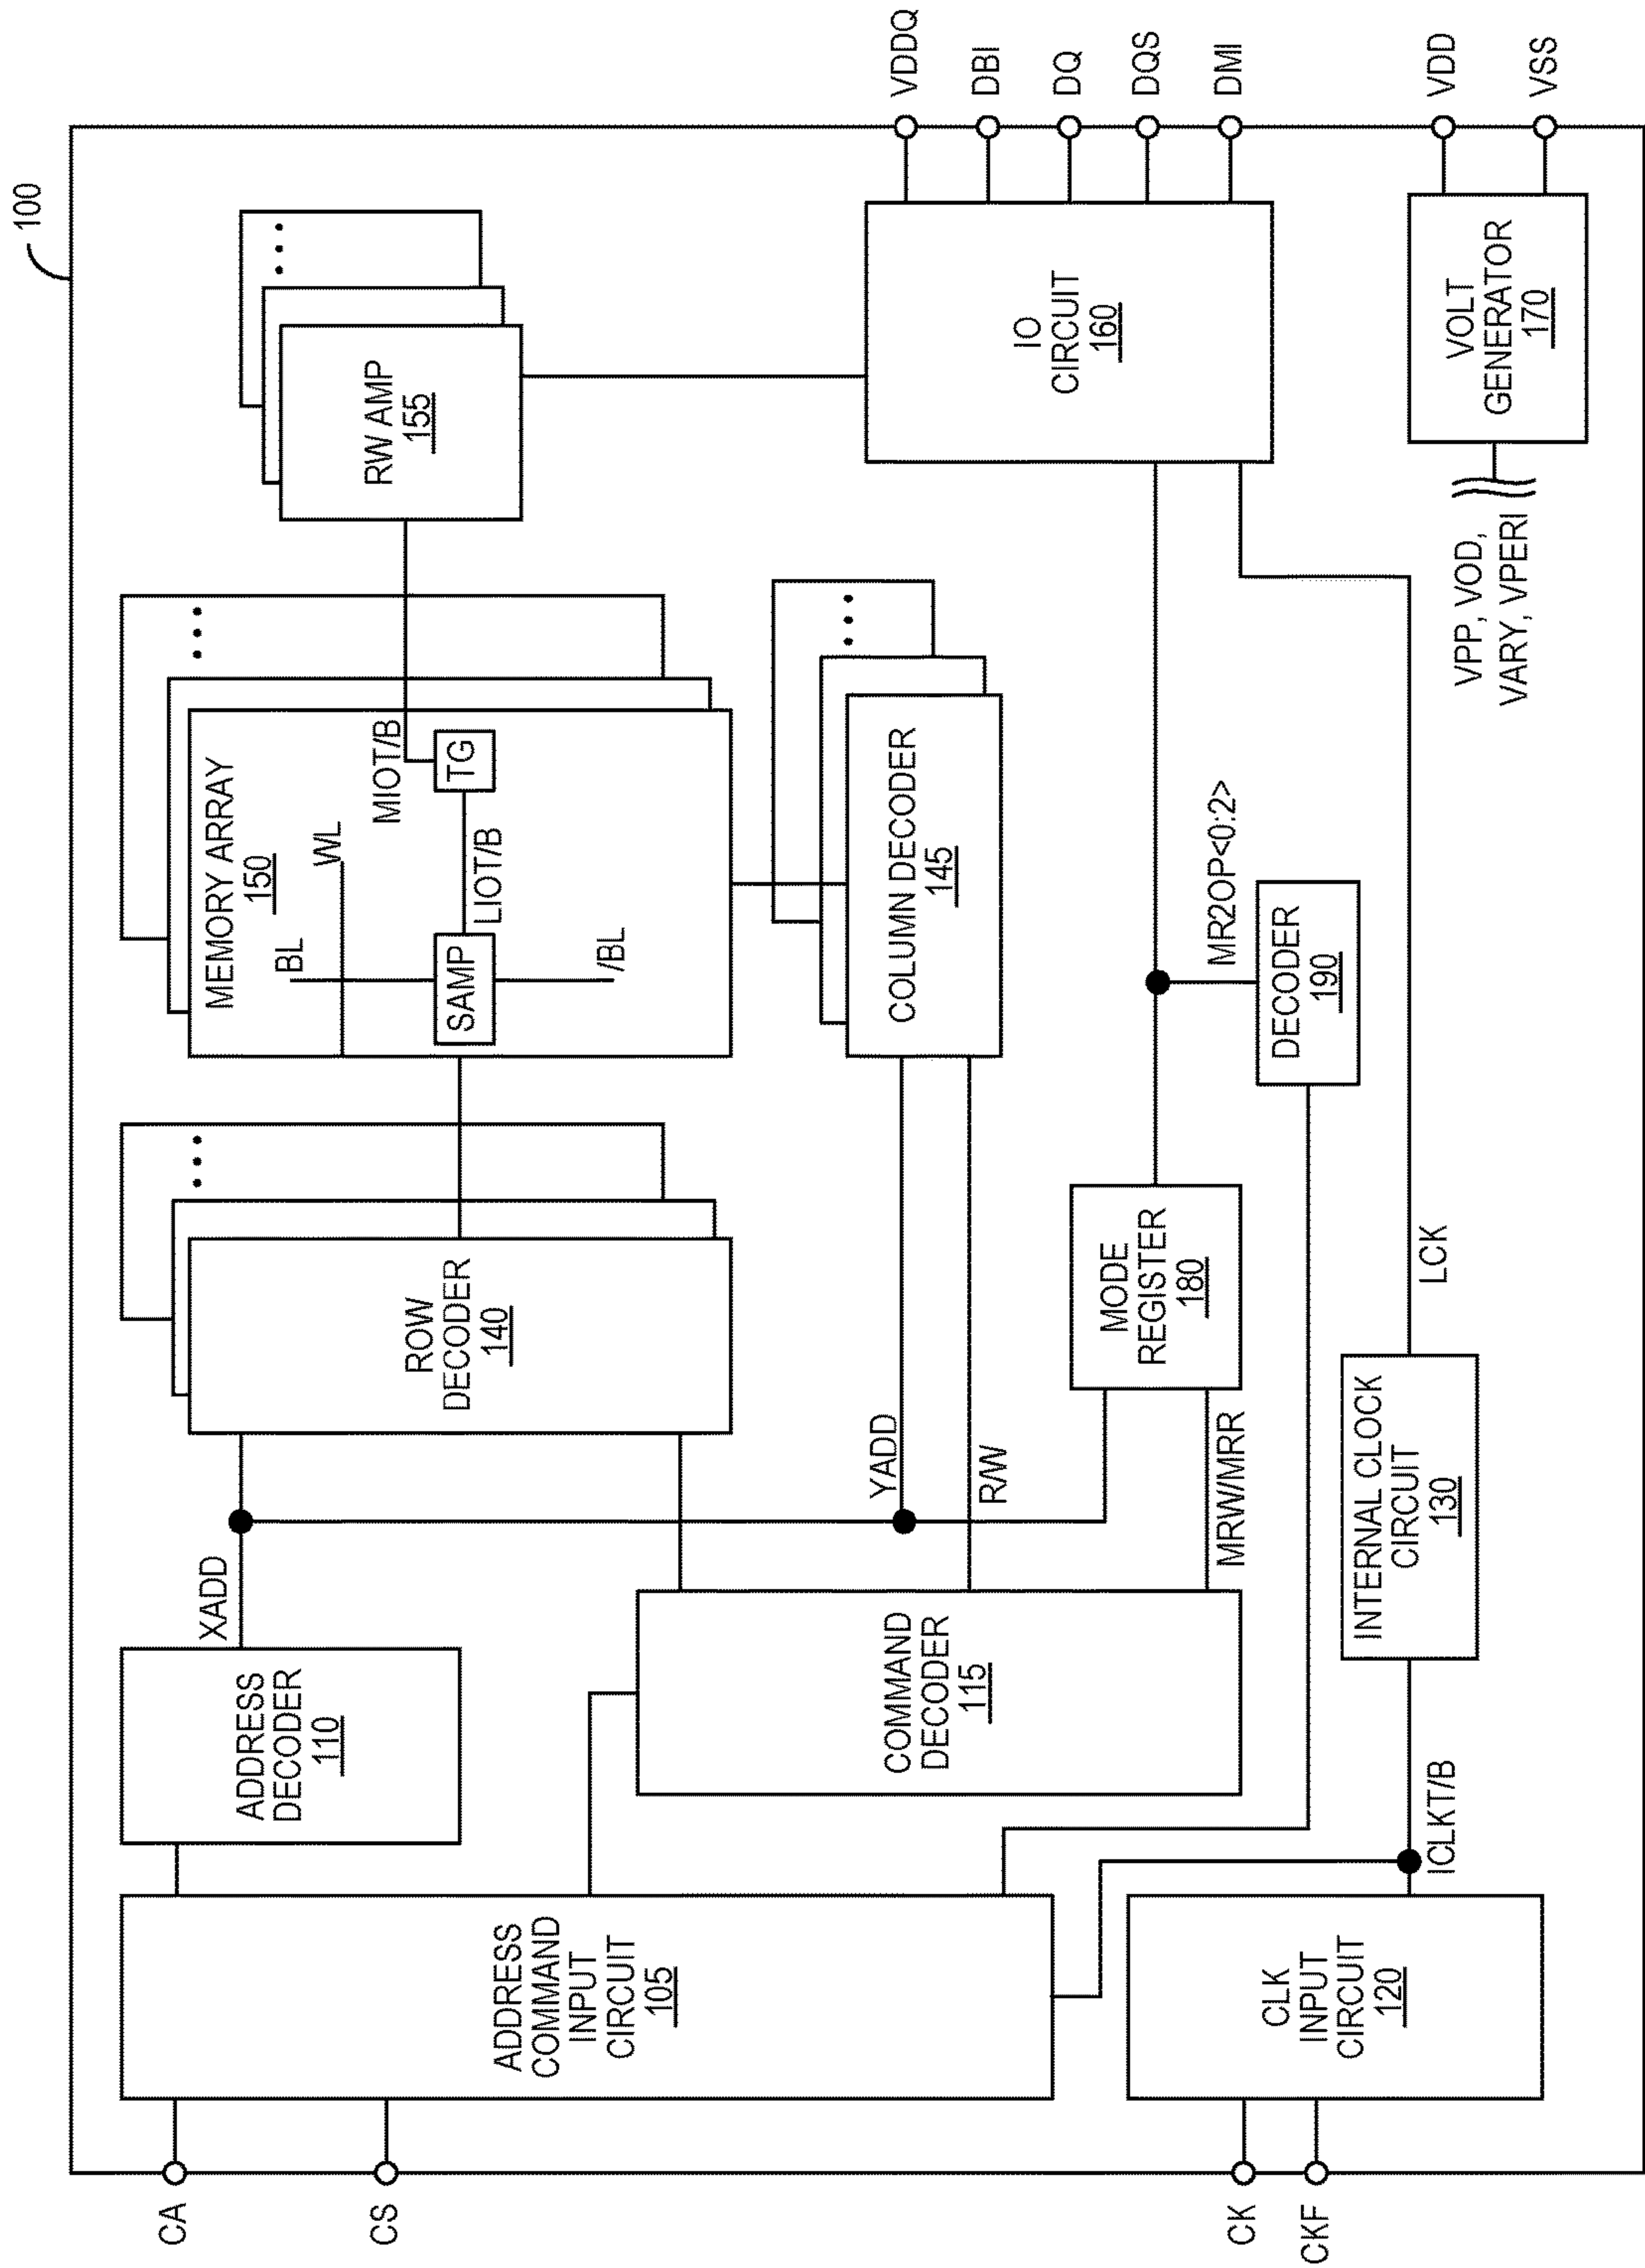 100
CA
CS
CK
CKF
ADDRESS
COMMAND
INPUT
CIRCUIT
105
CLK
INPUT
CIRCUIT
120
ADDRESS
DECODER
110
XADD
COMMAND
DECODER
115
ICLKT/B
INTERNAL CLOCK
CIRCUIT
130
LCK
YADD
R/W
MRW/MRR
ROW
DECODER
140
MODE
REGISTER
180
MEMORY ARRAY
150
BL
WL
SAMP
/BL
LIOT/B
MIOT/B
TG
COLUMN DECODER
145
DECODER
190
MR2OP<0:2>
RW AMP
155
IO
CIRCUIT
160
VPP, VOD,
VARY, VPERI
VOLT
GENERATOR
170
VDDQ
DBI
DQ
DQS
DMI
VDD
VSS